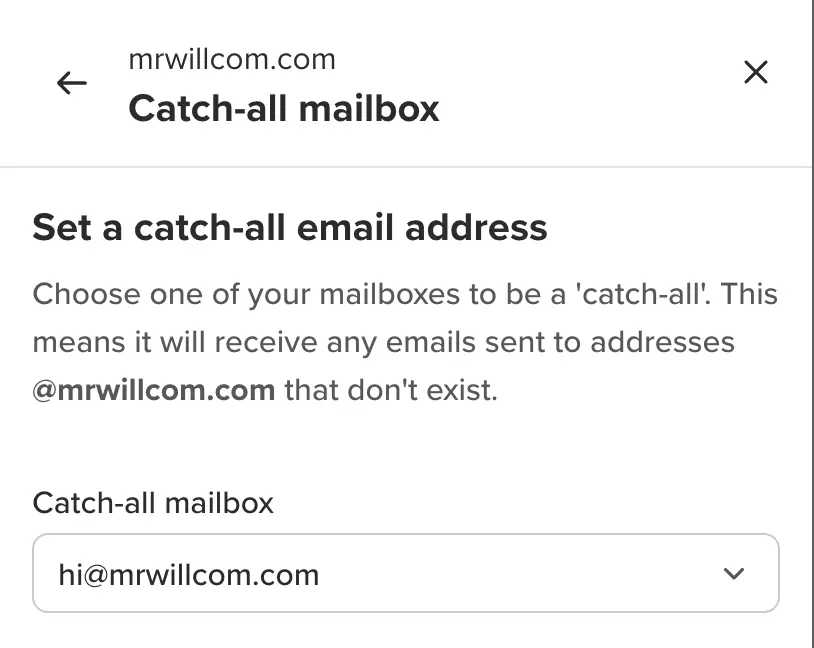 mrwillcom.com
Catch-all mailbox
Set a catch-all email address
Choose one of your mailboxes to be a 'catch-all'. This
means it will receive any emails sent to addresses
@mrwillcom.com that don't exist.
Catch-all mailbox
hi@mrwillcom.com